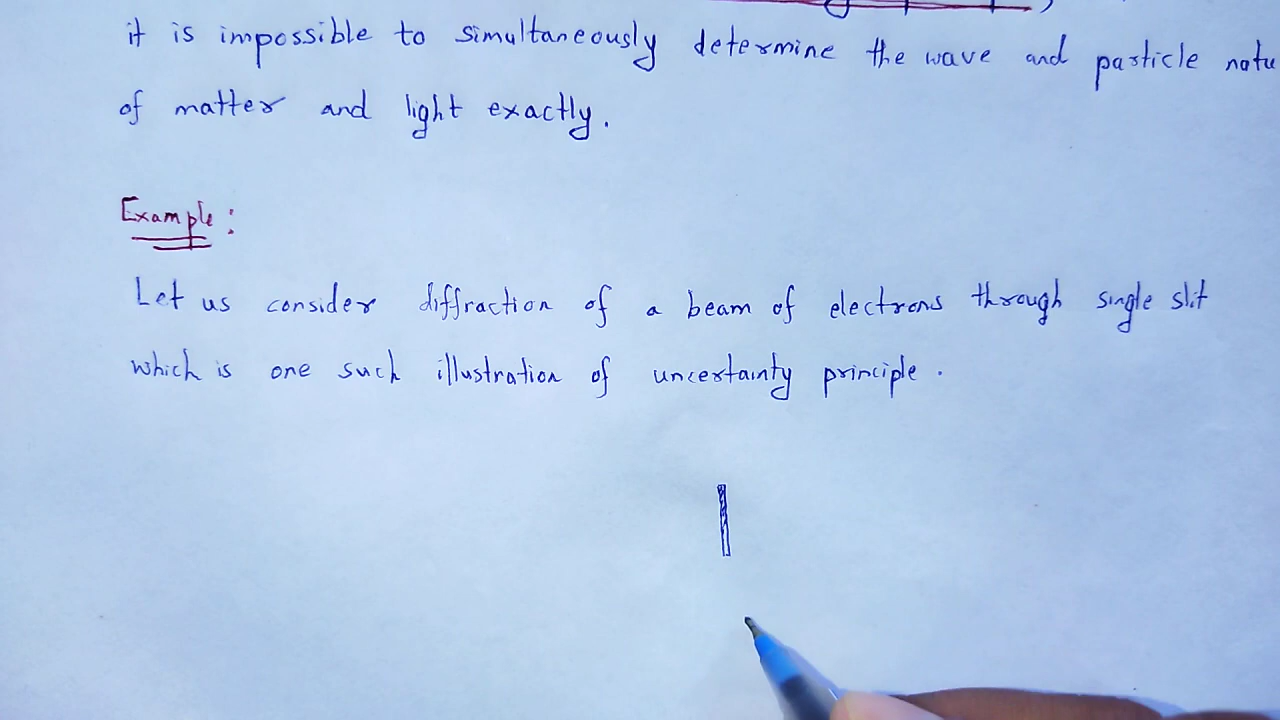 it is impossible to simultaneously determine the wave and particle natu
of matter and light exactly.
Example:
Let us consider diffraction of a beam of electrons through single slit
which is one such illustration of uncertainty principle.